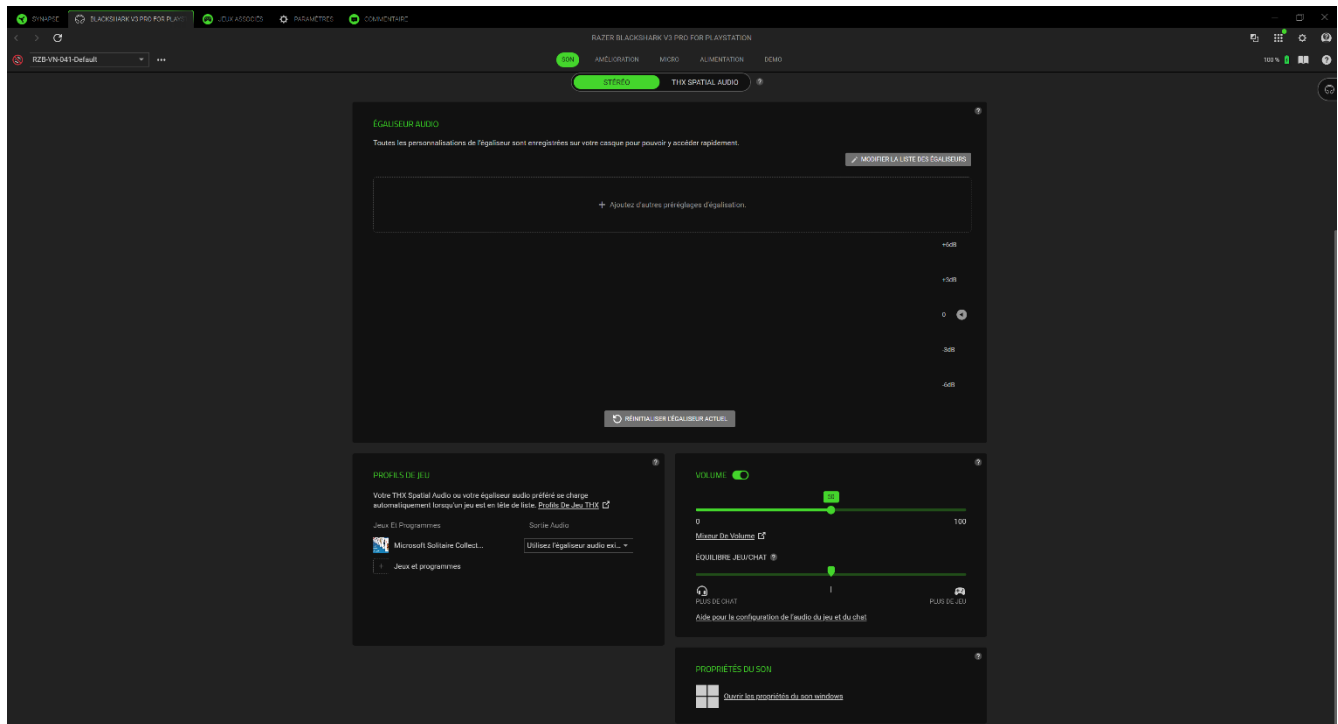 SYNAPSE
BLACKSHARK V3 PRO FOR PLAYS
JEUX ASSOCIÉS
PARAMÈTRES
COMMENTAIRE
RAZER BLACKSHARK V3 PRO FOR PLAYSTATION
RZB-VN-041-Default
SON
AMÉLIORATION
MICRO
ALIMENTATION
DÉMO
100 %
STÉRÉO
THX SPATIAL AUDIO
ÉGALISEUR AUDIO
Toutes les personnalisations de l'égaliseur sont enregistrées sur votre casque pour pouvoir y accéder rapidement.
MODIFIER LA LISTE DES ÉGALISEURS
+ Ajoutez d'autres préréglages d'égalisation.
+6dB
+3dB
0
-3dB
-6dB
RÉINITIALISER L'ÉGALISEUR ACTUEL
PROFILS DE JEU
Votre THX Spatial Audio ou votre égaliseur audio préféré se charge
automatiquement lorsqu'un jeu est en tête de liste. Profils De Jeu THX
Jeux Et Programmes
Sortie Audio
Microsoft Solitaire Collect...
Utilisez l'égaliseur audio exi...
Jeux et programmes
VOLUME
50
0
100
Mixeur De Volume
ÉQUILIBRE JEU/CHAT
PLUS DE CHAT
PLUS DE JEU
Aide pour la configuration de l'audio du jeu et du chat
PROPRIÉTÉS DU SON
Ouvrir les propriétés du son windows